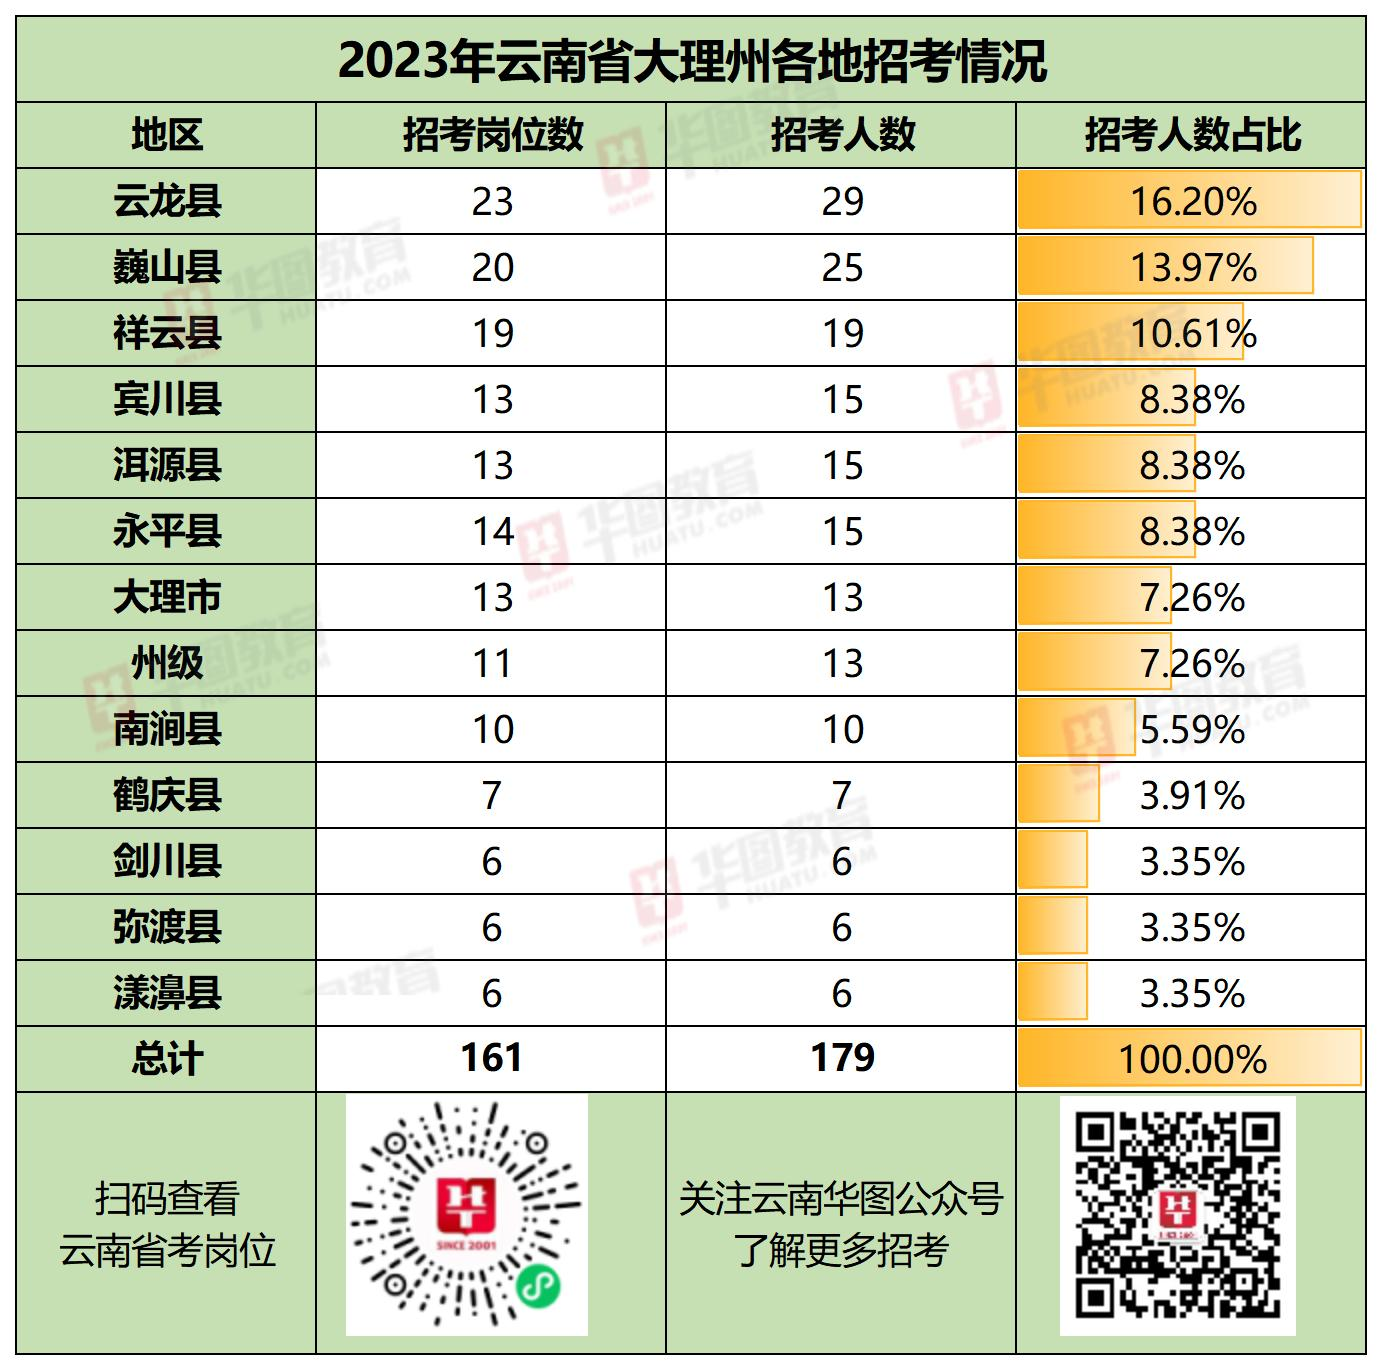 2023年云南省大理州各地招考情况
地区 招考岗位数 招考人数 招考人数占比
云龙县 23 29 16.20%
巍山县 20 25 13.97%
祥云县 19 19 10.61%
宾川县 13 15 8.38%
洱源县 13 15 8.38%
永平县 14 15 8.38%
大理市 13 13 7.26%
州级 11 13 7.26%
南涧县 10 10 5.59%
鹤庆县 7 7 3.91%
剑川县 6 6 3.35%
弥渡县 6 6 3.35%
漾濞县 6 6 3.35%
总计 161 179 100.00%
扫码查看
云南省考岗位
SINCE 2001
关注云南华图公众号
了解更多招考
华图教育
HUATU.COM